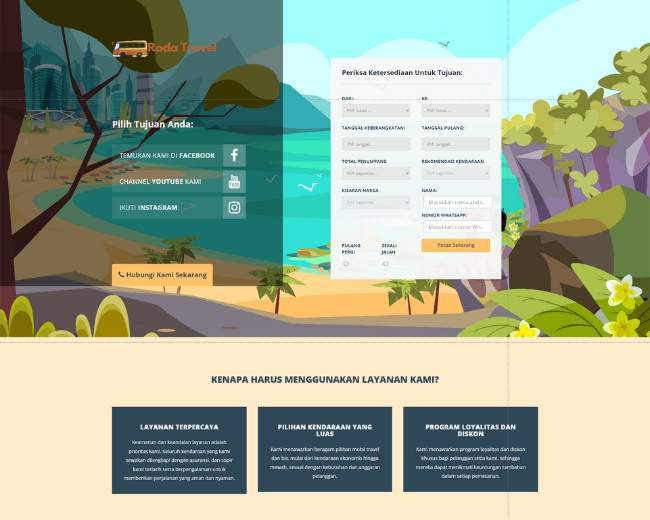 Roda Travel
Pilih Tujuan Anda:
TEMUKAN KAMI DI FACEBOOK
CHANNEL YOUTUBE KAMI
IKUTI INSTAGRAM
Hubungi Kami Sekarang
Periksa Ketersediaan Untuk Tujuan:
DARI:
KE:
Pilih lokasi...
Pilih lokasi...
TANGGAL KEBERANGKATAN:
TANGGAL PULANG:
Pilih tanggal...
Pilih tanggal...
TOTAL PENUMPANG
REKOMENDASI KENDARAAN
Pilih kapasitas...
Pilih kapasitas...
KISARAN HARGA
NAMA:
Pilih kapasitas...
Masukkan nama anda...
NOMOR WHATSAPP:
Masukkan nomor Wh
PULANG
PERGI
SEKALI
JALAN
Pesan Sekarang
KENAPA HARUS MENGGUNAKAN LAYANAN KAMI?
LAYANAN TERPERCAYA
Keamanan dan keandalan layanan adalah
prioritas kami. Seluruh kendaraan yang kami
sewakan dilengkapi dengan asuransi, dan sopir
kami terlatih serta berpengalaman untuk
memberikan perjalanan yang aman dan nyaman.
PILIHAN KENDARAAN YANG
LUAS
Kami menawarkan beragam pilihan mobil travel
dan bis, mulai dari kendaraan ekonomis hingga
mewah, sesuai dengan kebutuhan dan anggaran
pelanggan.
PROGRAM LOYALITAS DAN
DISKON
Kami menawarkan program loyalitas dan diskon
khusus bagi pelanggan setia kami, sehingga
mereka dapat menikmati keuntungan tambahan
dalam setiap pemesanan.